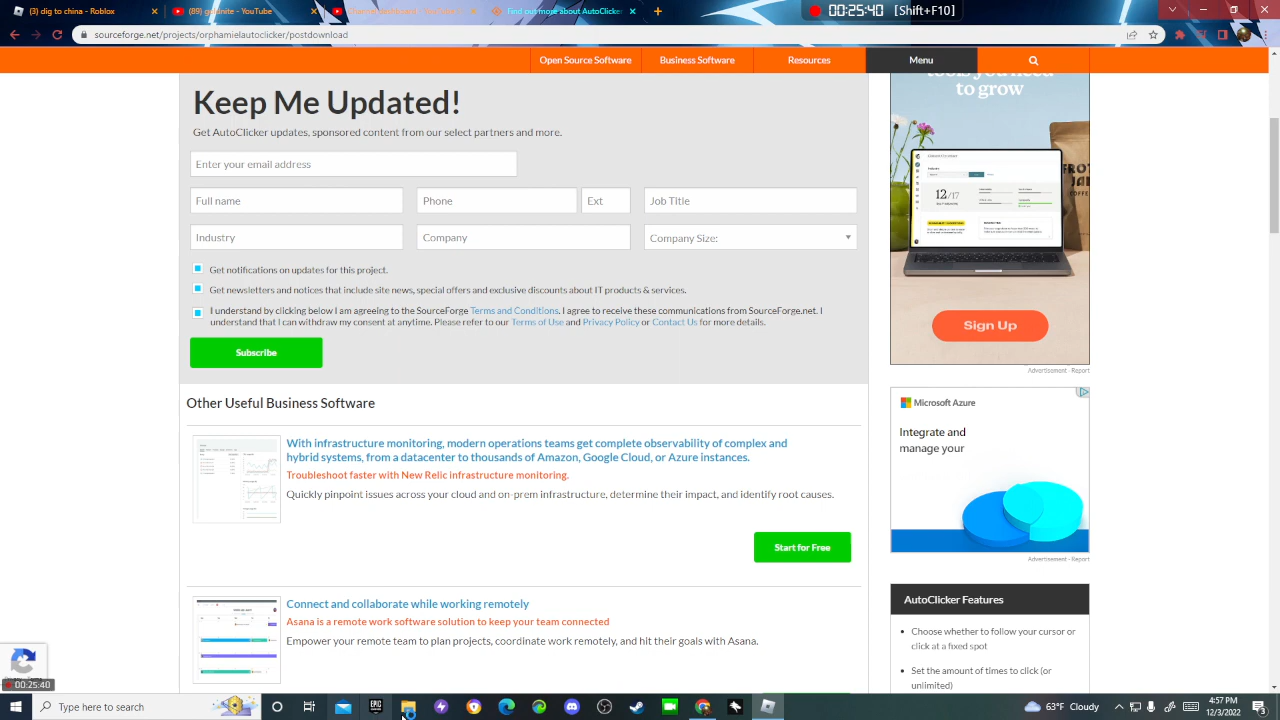 (3) dig to china - Roblox
(89) goldnite - YouTube
Find out more about AutoClicker
00:25:40 [Shift+F10]
sourceforge.net/projects/orphamielautoclicker/postdownload
Open Source Software
Business Software
Resources
Menu
Keep Me Updated!
Get AutoClicker updates, sponsored content from our select partners and more.
Enter your email address
Full name
Phone
Ext
Job Title
Industry
Company
Company Size:
Get notifications on updates for this project.
Get newsletters and notices that include site news, special offers and exclusive discounts about IT products & services.
I understand by clicking below I am agreeing to the SourceForge Terms and Conditions. I agree to receive these communications from SourceForge.net. I
understand that I can withdraw my consent at anytime. Please refer to our Terms of Use and Privacy Policy or Contact Us for more details.
Subscribe
Other Useful Business Software
With infrastructure monitoring, modern operations teams get complete observability of complex and
hybrid systems, from a datacenter to thousands of Amazon, Google Cloud, or Azure instances.
Troubleshoot faster with New Relic infrastructure monitoring.
Quickly pinpoint issues across your cloud and on-prem infrastructure, determine their impact, and identify root causes.
Start for Free
Connect and collaborate while working remotely
Asana is a remote work software solution to keep your team connected
Empower your remote team to plan projects, coordinate work remotely, and hit their goals with Asana.
tools you need
to grow
12/17
Sign Up
Advertisement - Report
Microsoft Azure
Integrate and
manage your
Advertisement - Report
AutoClicker Features
Choose whether to follow your cursor or
click at a fixed spot
Set the amount of times to click (or
unlimited)
00:25:40
Type here to search
63°F Cloudy
4:57 PM
12/3/2022